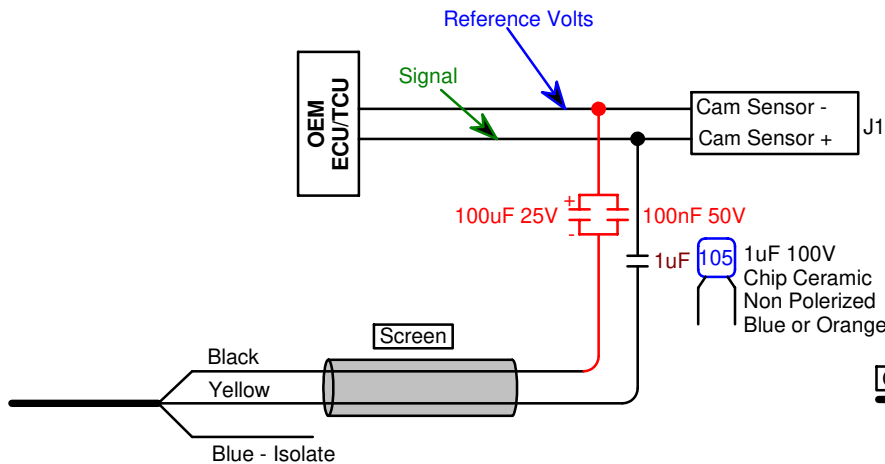 Reference Volts
Signal
OEM
ECU/TCU
Cam Sensor -
Cam Sensor +
J1
100uF 25V
+
-
100nF 50V
1uF
105
1uF 100V
Chip Ceramic
Non Polerized
Blue or Orange
Screen
Black
Yellow
Blue - Isolate